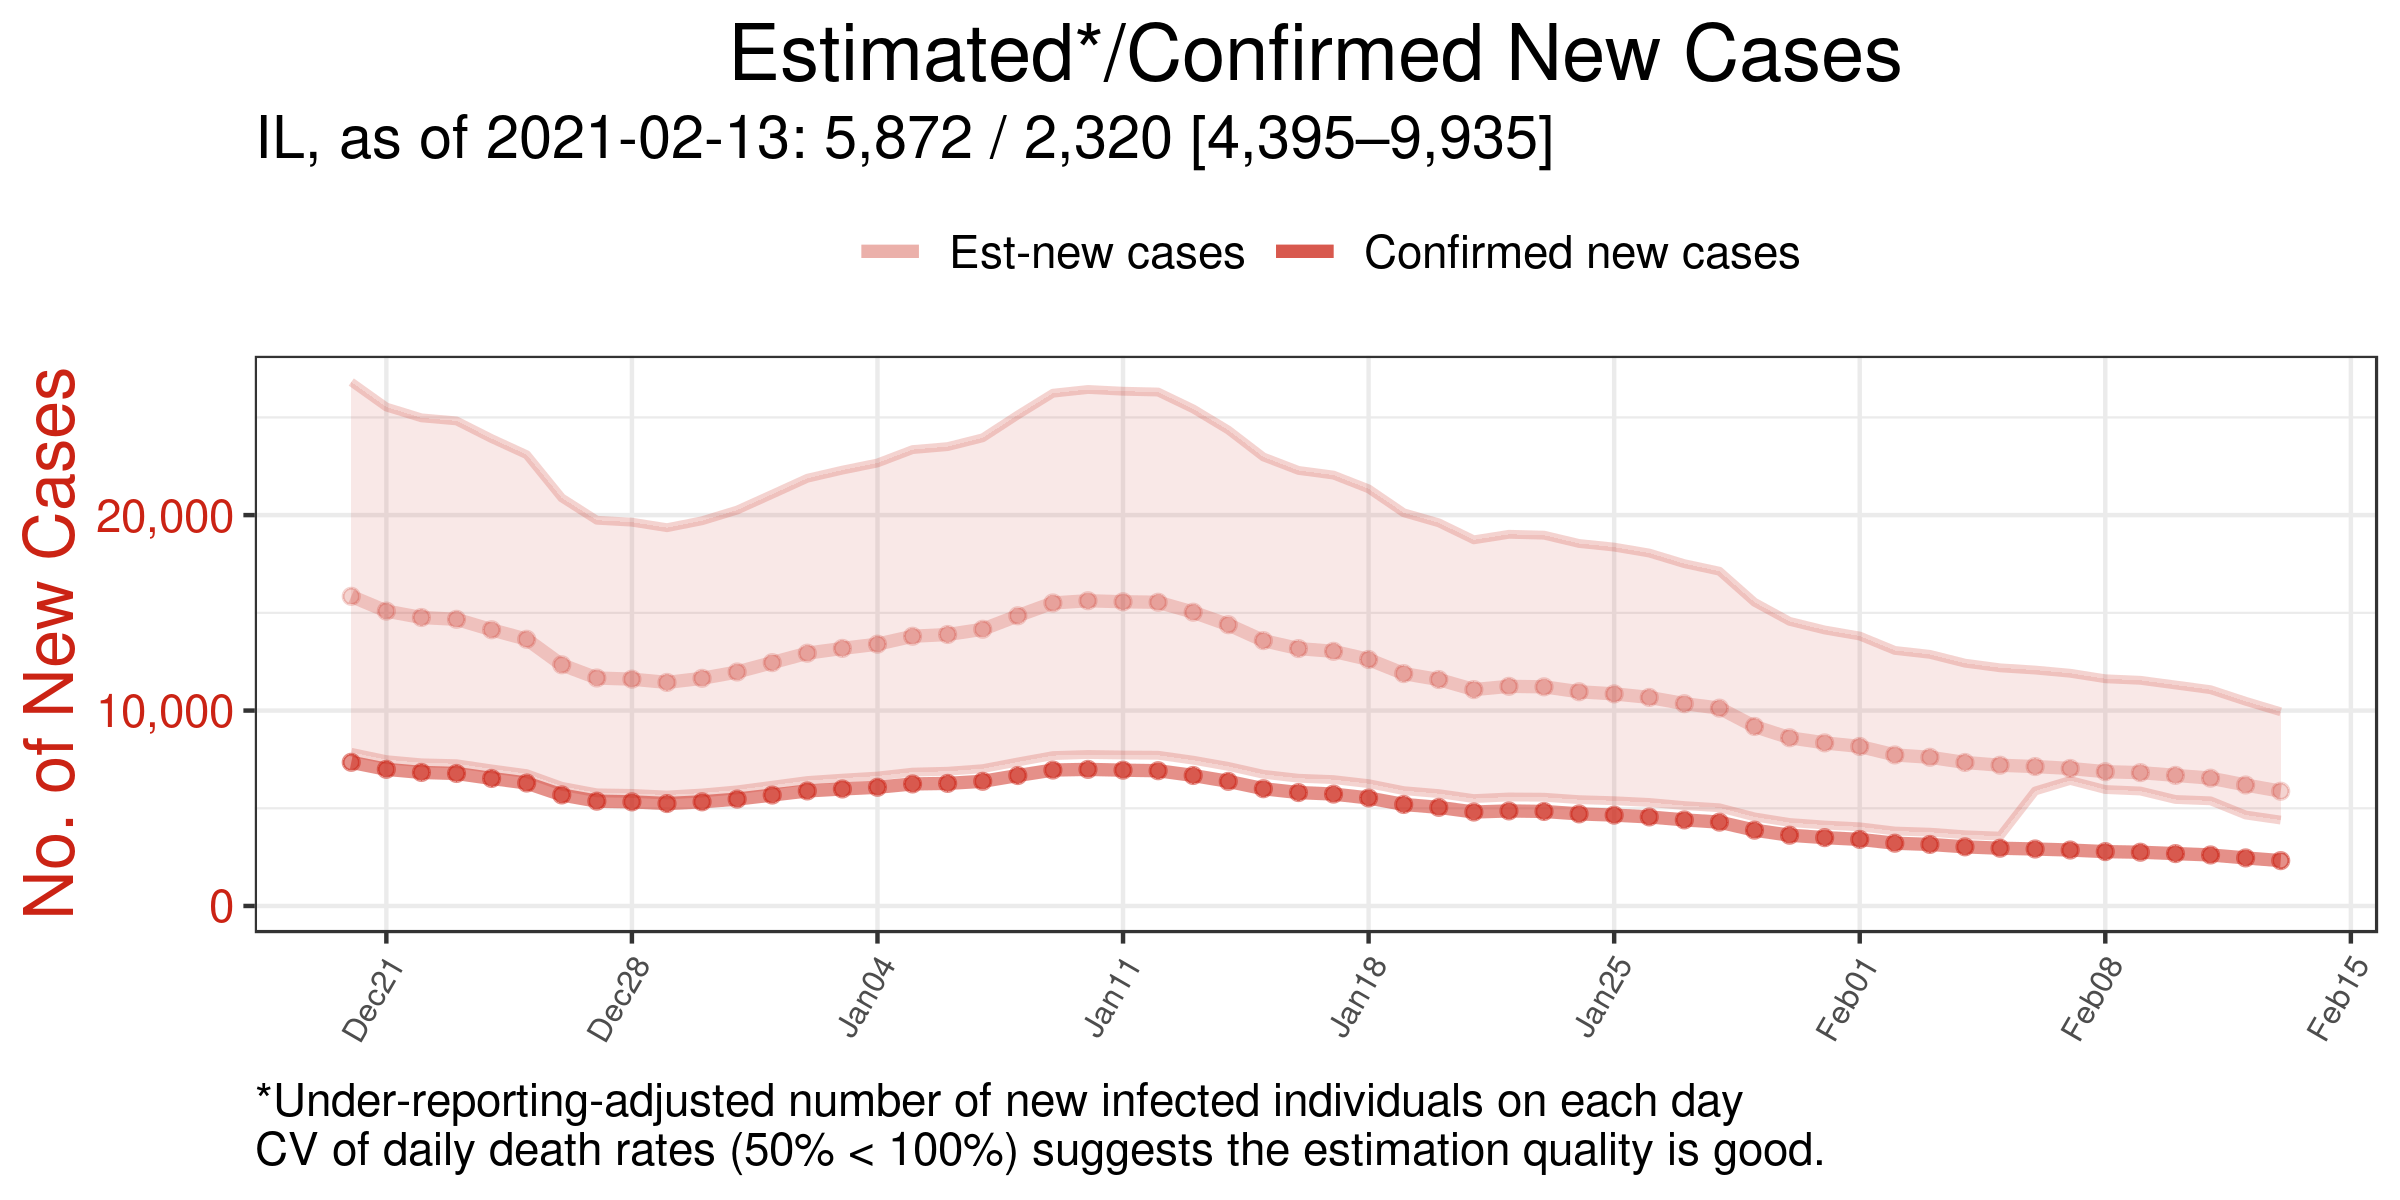 Estimated*/Confirmed New Cases
IL, as of 2021-02-13: 5,872 / 2,320 [4,395–9,935]
Est-new cases
Confirmed new cases
No. of New Cases
20,000
10,000
0
Dec21
Dec28
Jan04
Jan11
Jan18
Jan25
Feb01
Feb08
Feb15
*Under-reporting-adjusted number of new infected individuals on each day
CV of daily death rates (50% < 100%) suggests the estimation quality is good.